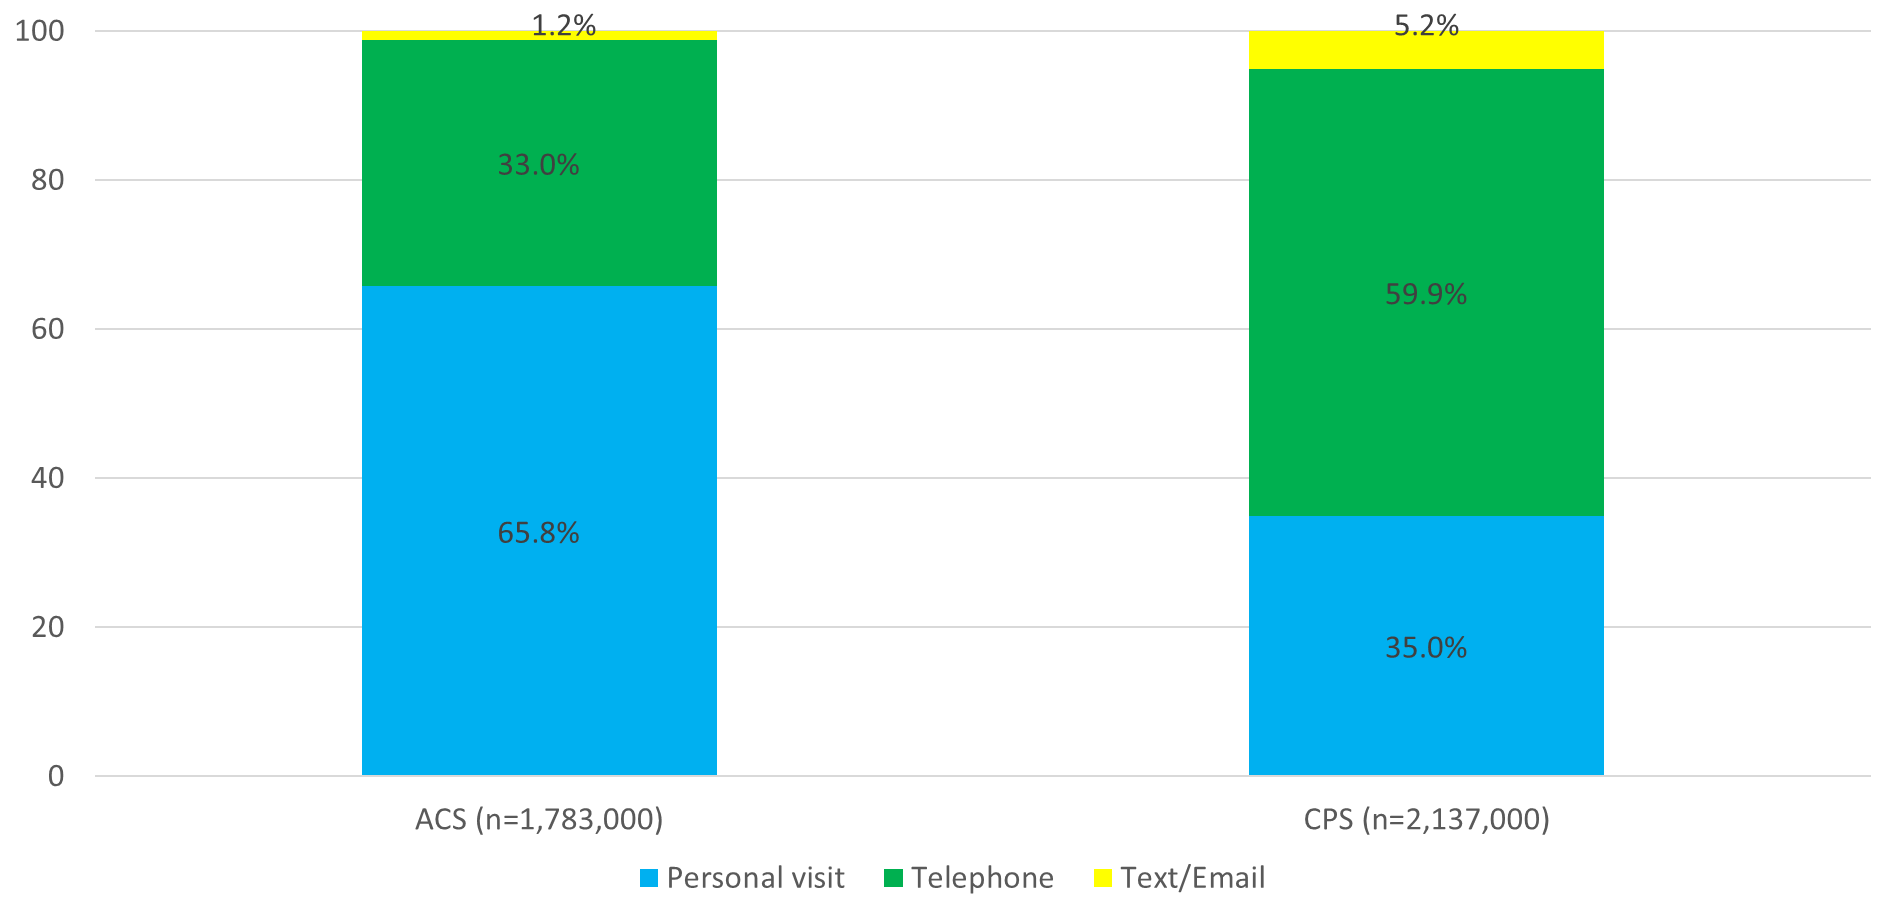 100
80
60
40
20
0
1.2%
33.0%
65.8%
5.2%
59.9%
35.0%
ACS (n=1,783,000)
CPS (n=2,137,000)
Personal visit
Telephone
Text/Email